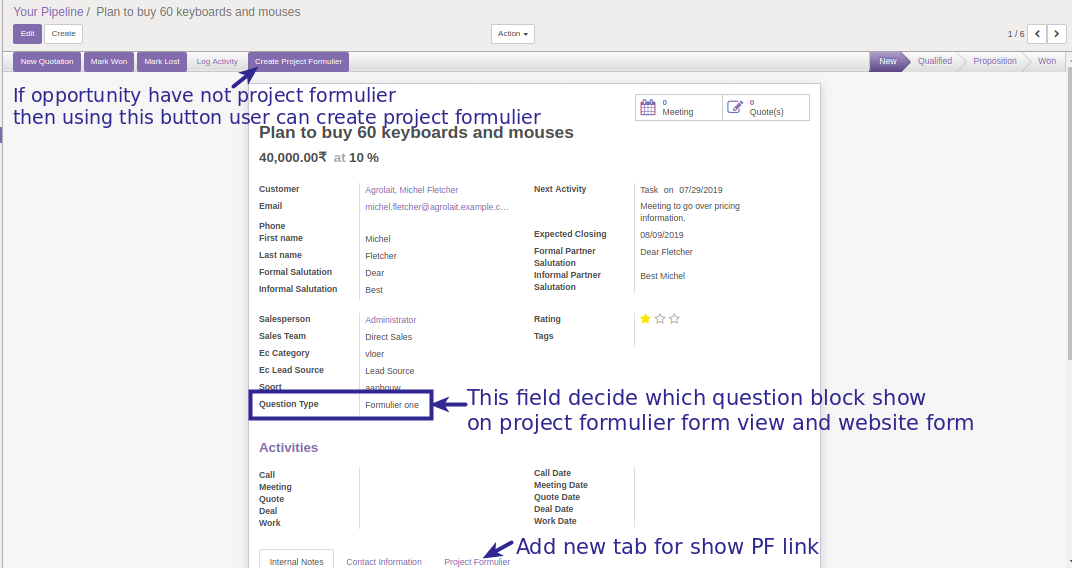 Your Pipeline / Plan to buy 60 keyboards and mouses
Edit Create Action 1 / 6
New Quotation Mark Won Mark Lost Log Activity Create Project Formulier New Qualified Proposition Won
If opportunity have not project formulier
then using this button user can create project formulier
0 Meeting
0 Quote(s)
Plan to buy 60 keyboards and mouses
40,000.00₹ at 10 %
Customer Agrolait, Michel Fletcher
Email michel.fletcher@agrolait.example.c...
Phone
First name Michel
Last name Fletcher
Formal Salutation Dear
Informal Salutation Best
Next Activity Task on 07/29/2019
Meeting to go over pricing
information.
Expected Closing 08/09/2019
Formal Partner
Salutation Dear Fletcher
Informal Partner
Salutation Best Michel
Salesperson Administrator
Sales Team Direct Sales
Ec Category vloer
Ec Lead Source Lead Source
Soort aanbouw
Question Type Formulier one
Rating
Tags
This field decide which question block show
on project formulier form view and website form
Activities
Call
Meeting
Quote
Deal
Work
Call Date
Meeting Date
Quote Date
Deal Date
Work Date
Add new tab for show PF link
Internal Notes Contact Information Project Formulier